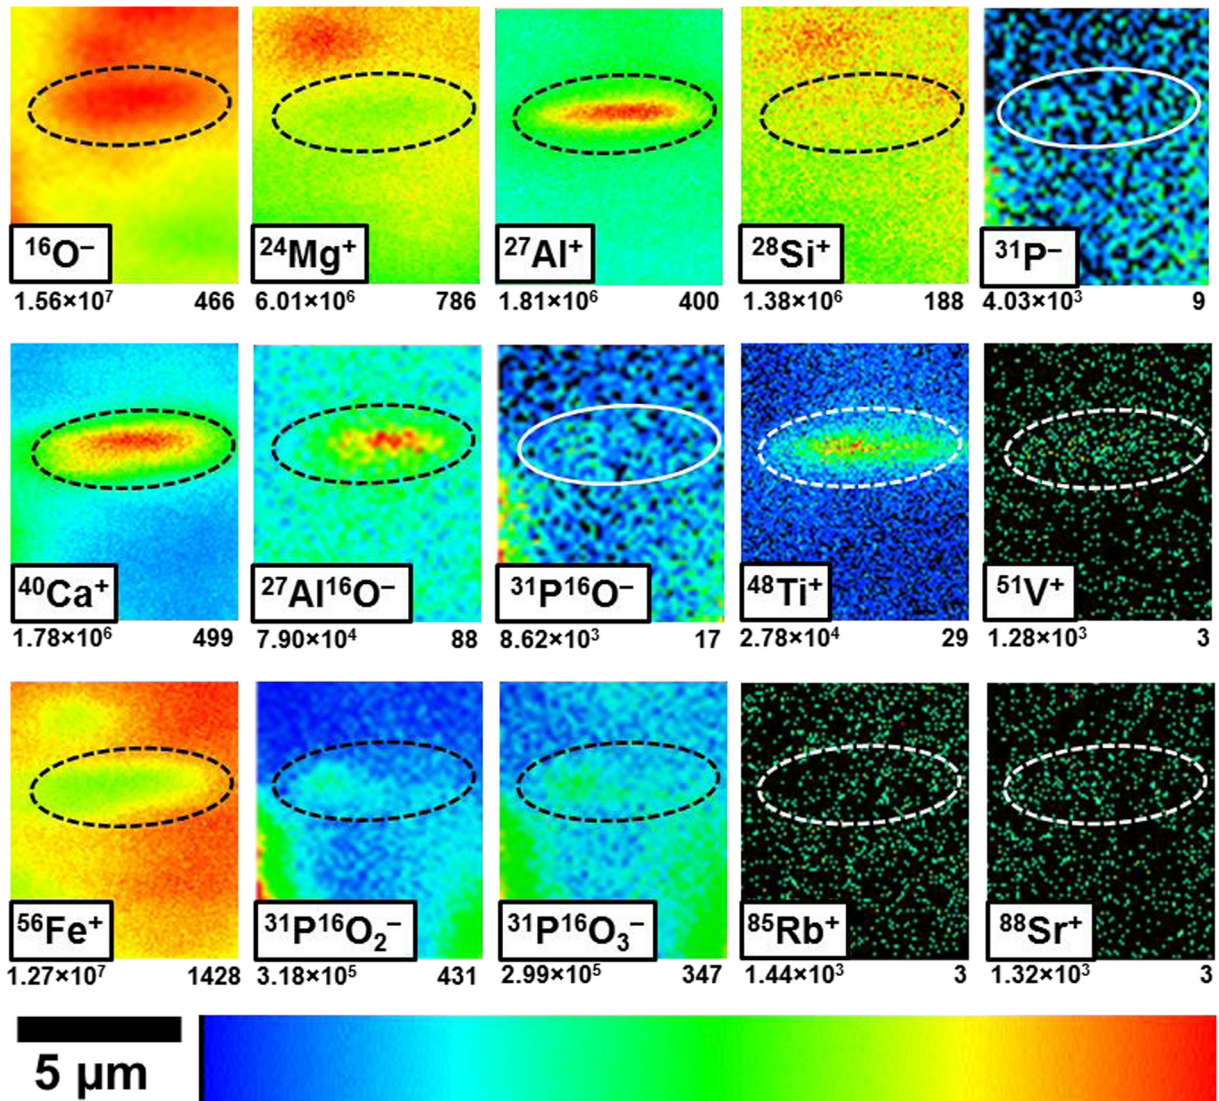 ¹⁶O⁻ ²⁴Mg⁺ ²⁷Al⁺ ²⁸Si⁺ ³¹P⁻
1.56×10⁷ 466 6.01×10⁶ 786 1.81×10⁶ 400 1.38×10⁶ 188 4.03×10³ 9
⁴⁰Ca⁺ ²⁷Al¹⁶O⁻ ³¹P¹⁶O⁻ ⁴⁸Ti⁺ ⁵¹V⁺
1.78×10⁶ 499 7.90×10⁴ 88 8.62×10³ 17 2.78×10⁴ 29 1.28×10³ 3
⁵⁶Fe⁺ ³¹P¹⁶O₂⁻ ³¹P¹⁶O₃⁻ ⁸⁵Rb⁺ ⁸⁸Sr⁺
1.27×10⁷ 1428 3.18×10⁵ 431 2.99×10⁵ 347 1.44×10³ 3 1.32×10³ 3
5 µm